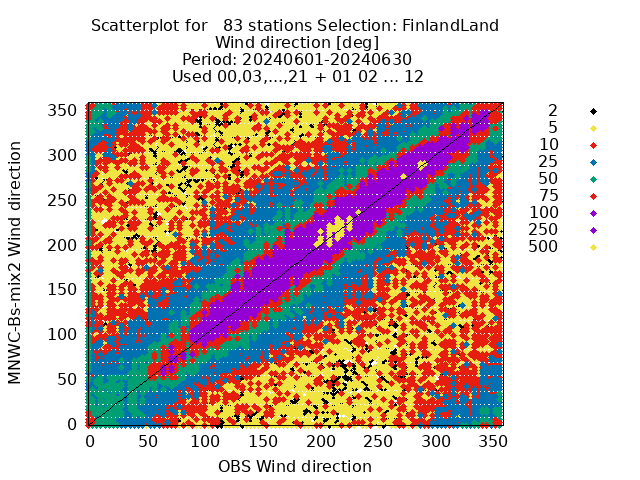 Scatterplot for   83 stations Selection: FinlandLand
Wind direction [deg]
Period: 20240601-20240630
Used 00,03,...,21 + 01 02 ... 12
MNWC-Bs-mix2 Wind direction
350
300
250
200
150
100
50
0
0 50 100 150 200 250 300 350
OBS Wind direction
2
5
10
25
50
75
100
250
500